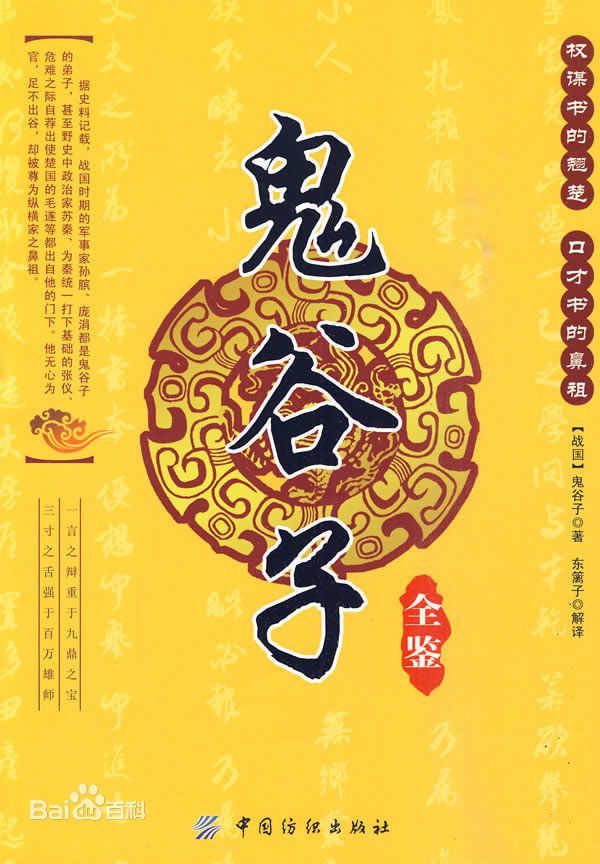 权谋书的翘楚 口才书的鼻祖
【战国】鬼谷子◎著 东篱子◎解译
鬼谷子
全鉴
据史料记载，战国时期的军事家孙膑、庞涓都是鬼谷子
的弟子，甚至野史中政治家苏秦、为秦统一打下基础的张仪、
危难之际自荐出使楚国的毛遂等都出自他的门下。他无心为
官，足不出谷，却被尊为纵横家之鼻祖。
一言之辩重于九鼎之宝
三寸之舌强于百万雄师
Bai百科
中国纺织出版社